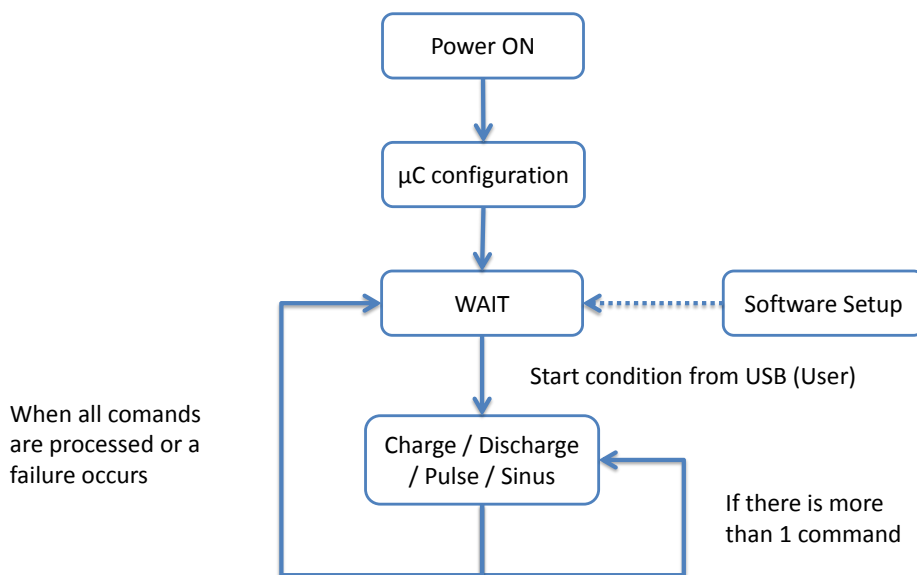 Power ON
µC configuration
WAIT
Software Setup
Start condition from USB (User)
When all comands
are processed or a
failure occurs
Charge / Discharge
/ Pulse / Sinus
If there is more
than 1 command